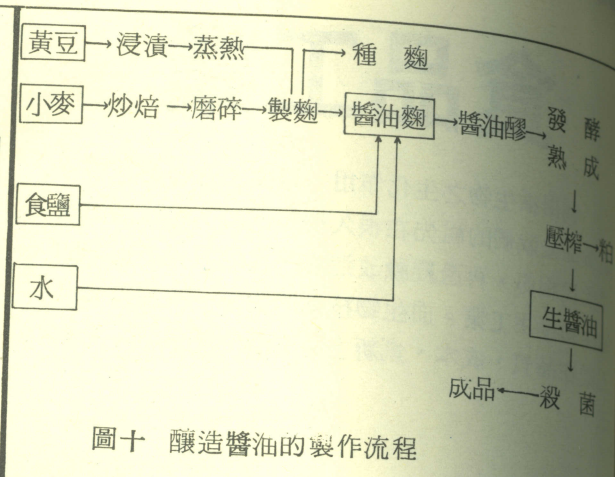 黃豆→浸漬→蒸熱
→種 麴
小麥→炒焙→磨碎→製麴→醬油麴→醬油醪→發 酵
熟 成
↓
食鹽
壓榨→粕
↓
水
生醬油
↓
成品←殺 菌
圖十 釀造醬油的製作流程